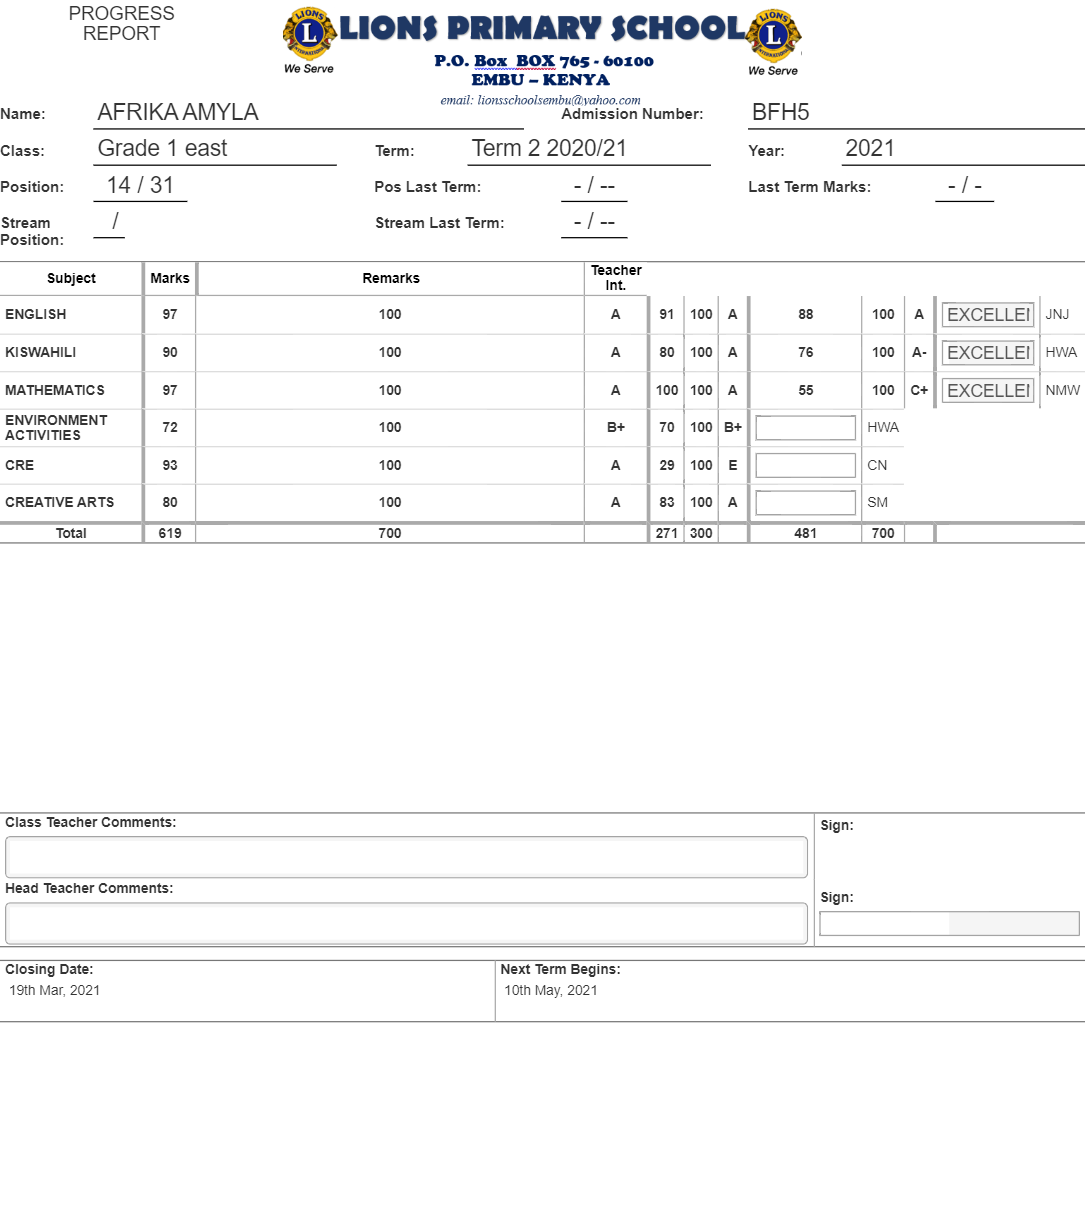 PROGRESS
REPORT
LIONS
L
INTERNATIONAL
We Serve
LIONS PRIMARY SCHOOL
P.O. Box BOX 765 - 60100
EMBU – KENYA
email: lionsschoolsembu@yahoo.com
LIONS
L
INTERNATIONAL
We Serve
Name: AFRIKA AMYLA Admission Number: BFH5
Class: Grade 1 east Term: Term 2 2020/21 Year: 2021
Position: 14 / 31 Pos Last Term: - / -- Last Term Marks: - / -
Stream Position: / Stream Last Term: - / --
Subject Marks Remarks Teacher Int.
ENGLISH 97 100 A 91 100 A 88 100 A EXCELLEN JNJ
KISWAHILI 90 100 A 80 100 A 76 100 A- EXCELLEN HWA
MATHEMATICS 97 100 A 100 100 A 55 100 C+ EXCELLEN NMW
ENVIRONMENT ACTIVITIES 72 100 B+ 70 100 B+ HWA
CRE 93 100 A 29 100 E CN
CREATIVE ARTS 80 100 A 83 100 A SM
Total 619 700 271 300 481 700
Class Teacher Comments: Sign:
Head Teacher Comments: Sign:
Closing Date: Next Term Begins:
19th Mar, 2021 10th May, 2021